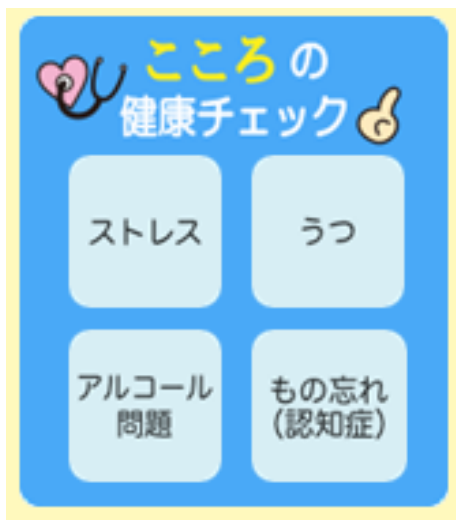 こころの
健康チェック
ストレス
うつ
アルコール
問題
もの忘れ
(認知症)